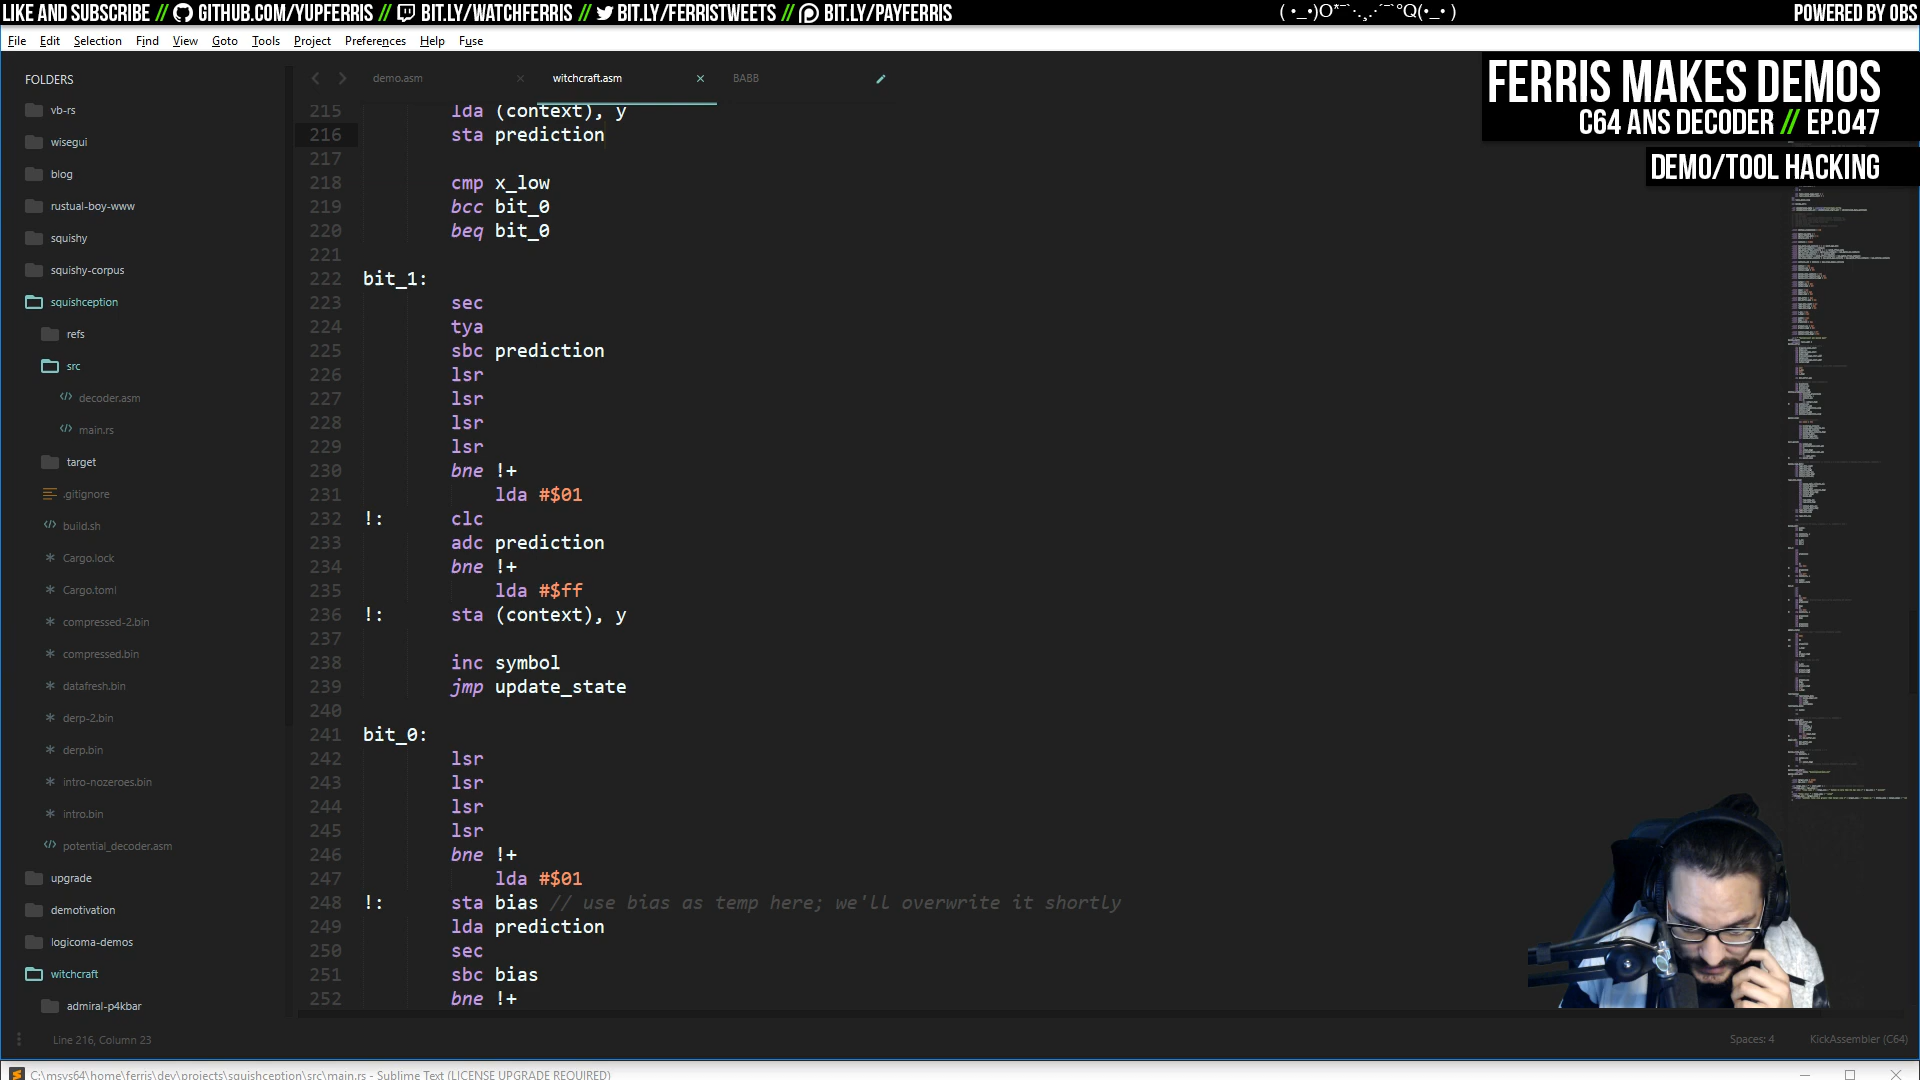 LIKE AND SUBSCRIBE // GITHUB.COM/YUPFERRIS // BIT.LY/WATCHFERRIS // BIT.LY/FERRISTWEETS // BIT.LY/PAYFERRIS
POWERED BY OBS
File Edit Selection Find View Goto Tools Project Preferences Help Fuse
FERRIS MAKES DEMOS
C64 ANS DECODER // EP.047
DEMO/TOOL HACKING
FOLDERS
vb-rs
wisegui
blog
rustual-boy-www
squishy
squishy-corpus
squishception
refs
src
decoder.asm
main.rs
target
.gitignore
build.sh
Cargo.lock
Cargo.toml
compressed-2.bin
compressed.bin
datafresh.bin
derp-2.bin
derp.bin
intro-nozeroes.bin
intro.bin
potential_decoder.asm
upgrade
demotivation
logicoma-demos
witchcraft
admiral-p4kbar
demo.asm
witchcraft.asm
BABB
215 lda (context), y
216 sta prediction
217
218 cmp x_low
219 bcc bit_0
220 beq bit_0
221
222 bit_1:
223 sec
224 tya
225 sbc prediction
226 lsr
227 lsr
228 lsr
229 lsr
230 bne !+
231 lda #$01
232 !: clc
233 adc prediction
234 bne !+
235 lda #$ff
236 !: sta (context), y
237
238 inc symbol
239 jmp update_state
240
241 bit_0:
242 lsr
243 lsr
244 lsr
245 lsr
246 bne !+
247 lda #$01
248 !: sta bias // use bias as temp here; we'll overwrite it shortly
249 lda prediction
250 sec
251 sbc bias
252 bne !+
Line 216, Column 23
Spaces: 4
KickAssembler (C64)
C:\msys64\home\ferris\dev\projects\squishception\src\main.rs - Sublime Text (LICENSE UPGRADE REQUIRED)